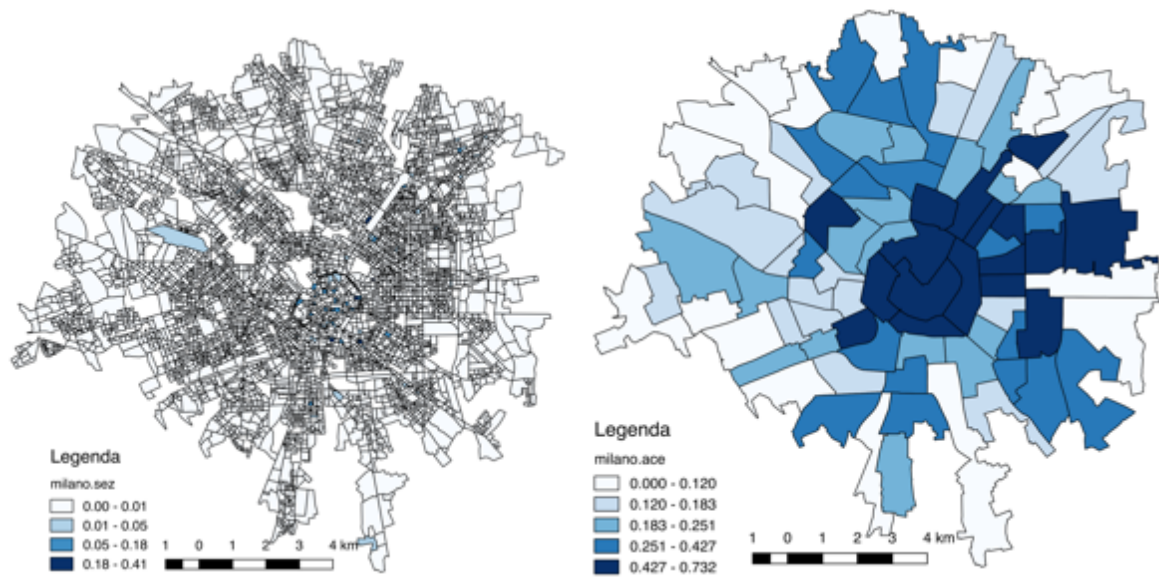 Legenda
milano.sez
0.00 - 0.01
0.01 - 0.05
0.05 - 0.18
0.18 - 0.41
1 0 1 2 3 4 km
Legenda
milano.ace
0.000 - 0.120
0.120 - 0.183
0.183 - 0.251
0.251 - 0.427
0.427 - 0.732
1 0 1 2 3 4 km